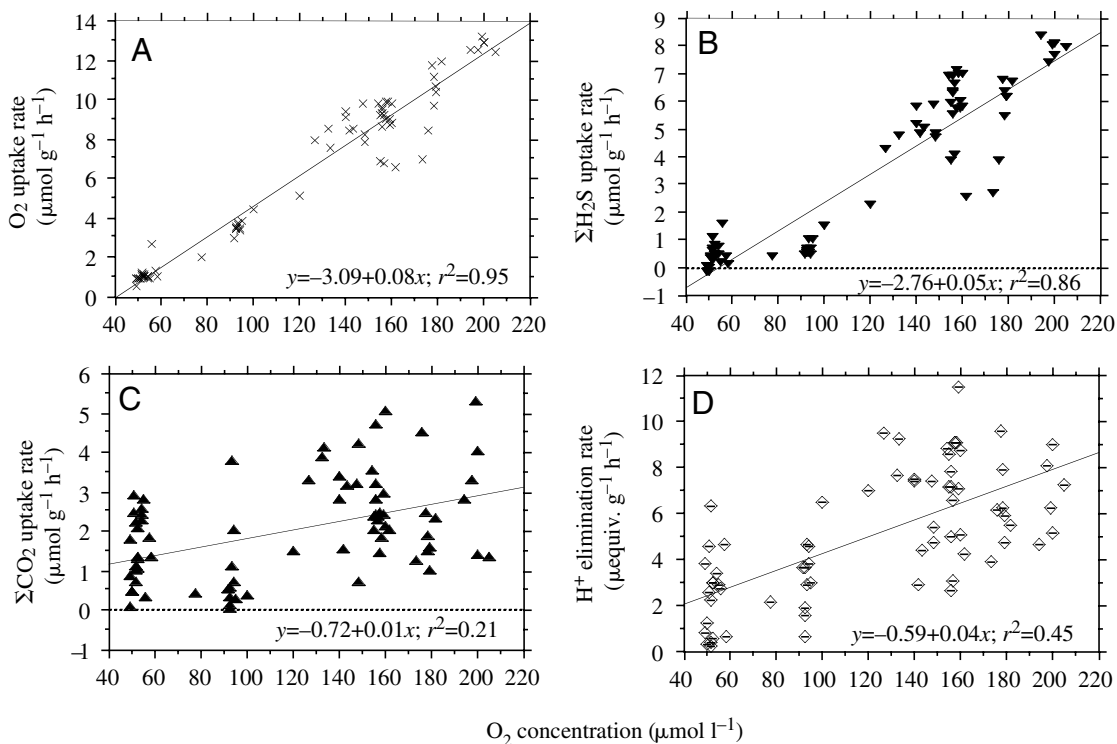 A
O₂ uptake rate
(μmol g⁻¹ h⁻¹)
14
12
10
8
6
4
2
0
40 60 80 100 120 140 160 180 200 220
y=–3.09+0.08x; r²=0.95
B
ΣH₂S uptake rate
(μmol g⁻¹ h⁻¹)
9
8
7
6
5
4
3
2
1
0
–1
40 60 80 100 120 140 160 180 200 220
y=–2.76+0.05x; r²=0.86
C
ΣCO₂ uptake rate
(μmol g⁻¹ h⁻¹)
6
5
4
3
2
1
0
–1
40 60 80 100 120 140 160 180 200 220
y=–0.72+0.01x; r²=0.21
D
H⁺ elimination rate
(μequiv. g⁻¹ h⁻¹)
12
10
8
6
4
2
0
40 60 80 100 120 140 160 180 200 220
y=–0.59+0.04x; r²=0.45
O₂ concentration (μmol l⁻¹)